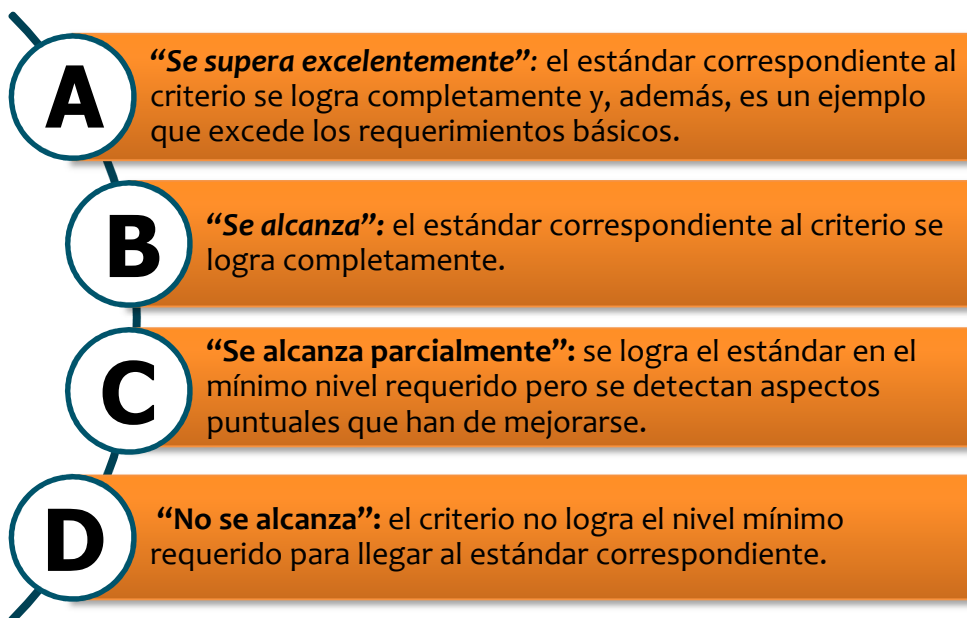 A
“Se supera excelentemente”: el estándar correspondiente al
criterio se logra completamente y, además, es un ejemplo
que excede los requerimientos básicos.
B
“Se alcanza”: el estándar correspondiente al criterio se
logra completamente.
C
“Se alcanza parcialmente”: se logra el estándar en el
mínimo nivel requerido pero se detectan aspectos
puntuales que han de mejorarse.
D
“No se alcanza”: el criterio no logra el nivel mínimo
requerido para llegar al estándar correspondiente.